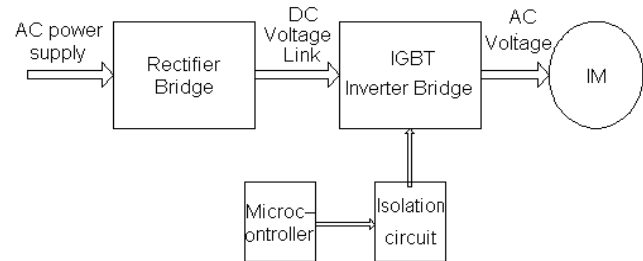 AC power
supply
Rectifier
Bridge
DC
Voltage
Link
IGBT
Inverter Bridge
AC
Voltage
IM
Microc–
ontroller
Isolation
circuit